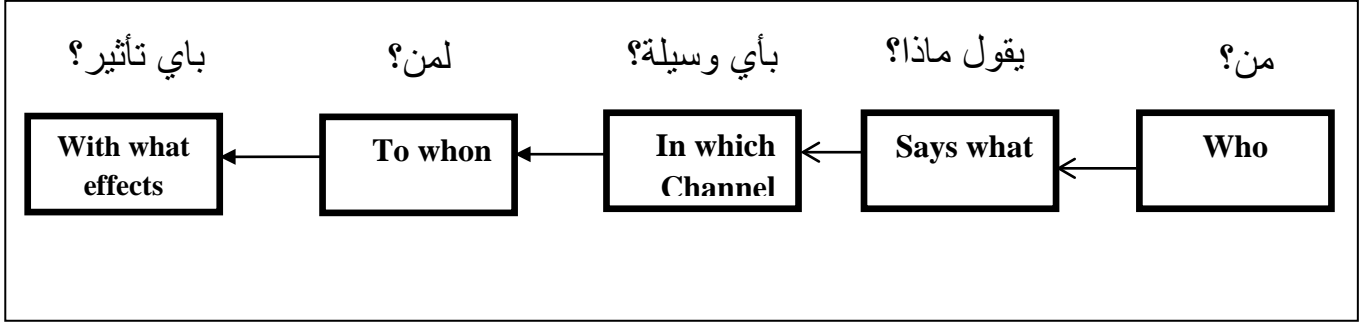 من؟
يقول ماذا؟
بأي وسيلة؟
لمن؟
باي تأثير؟
Who
Says what
In which
Channel
To whon
With what
effects